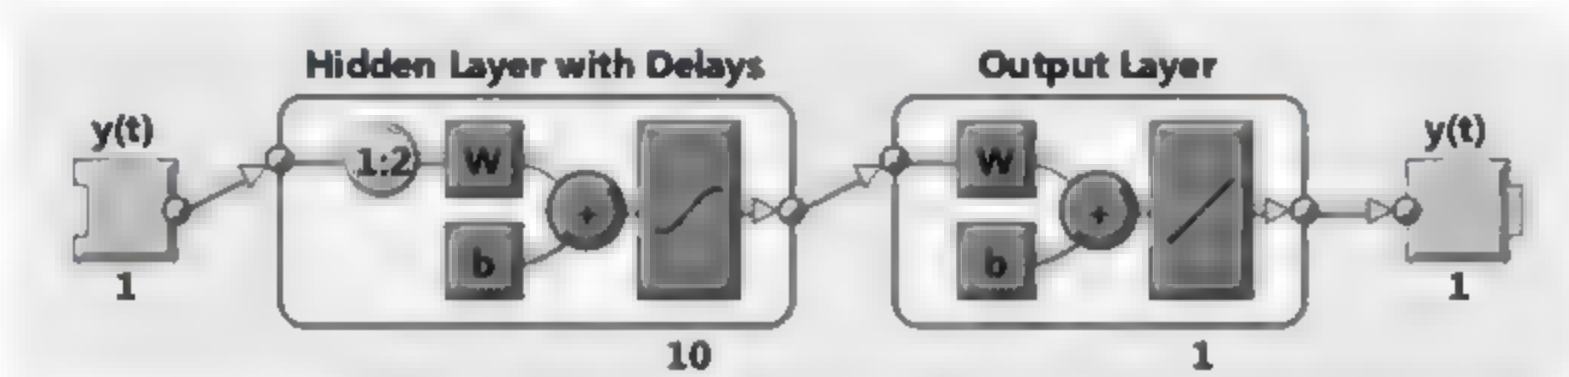 Hidden Layer with Delays
Output Layer
y(t)
1:2
W
b
+
W
b
+
y(t)
1
10
1
1